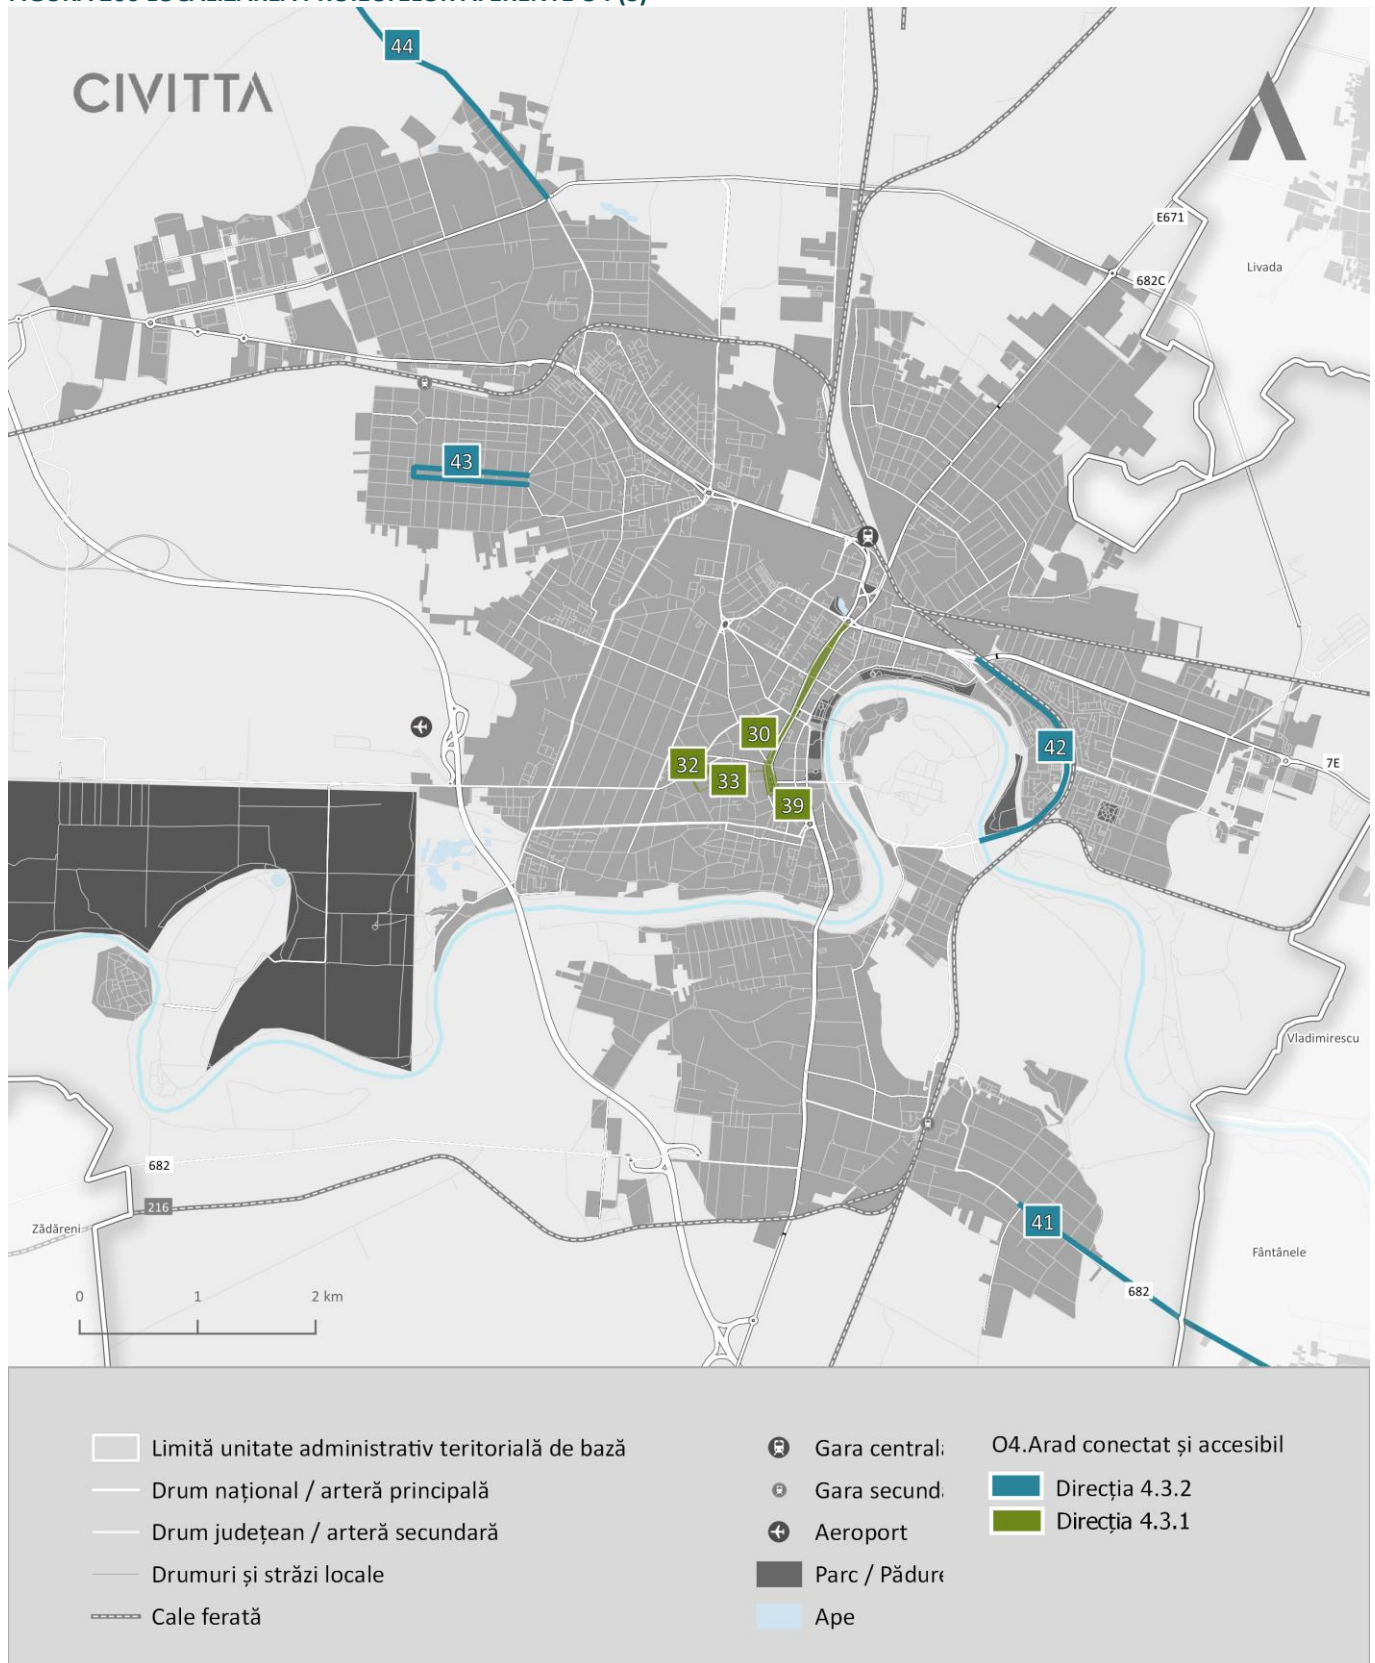 44
CIVITTA
E671
Livada
682C
43
42
30
7E
32
33
39
Vladimirescu
682
216
Zădăreni
41
Fântânele
682
0 1 2 km
Limită unitate administrativ teritorială de bază
Drum național / arteră principală
Drum județean / arteră secundară
Drumuri și străzi locale
Cale ferată
Gara centrală
Gara secund
Aeroport
Parc / Pădure
Ape
O4.Arad conectat și accesibil
Direcția 4.3.2
Direcția 4.3.1